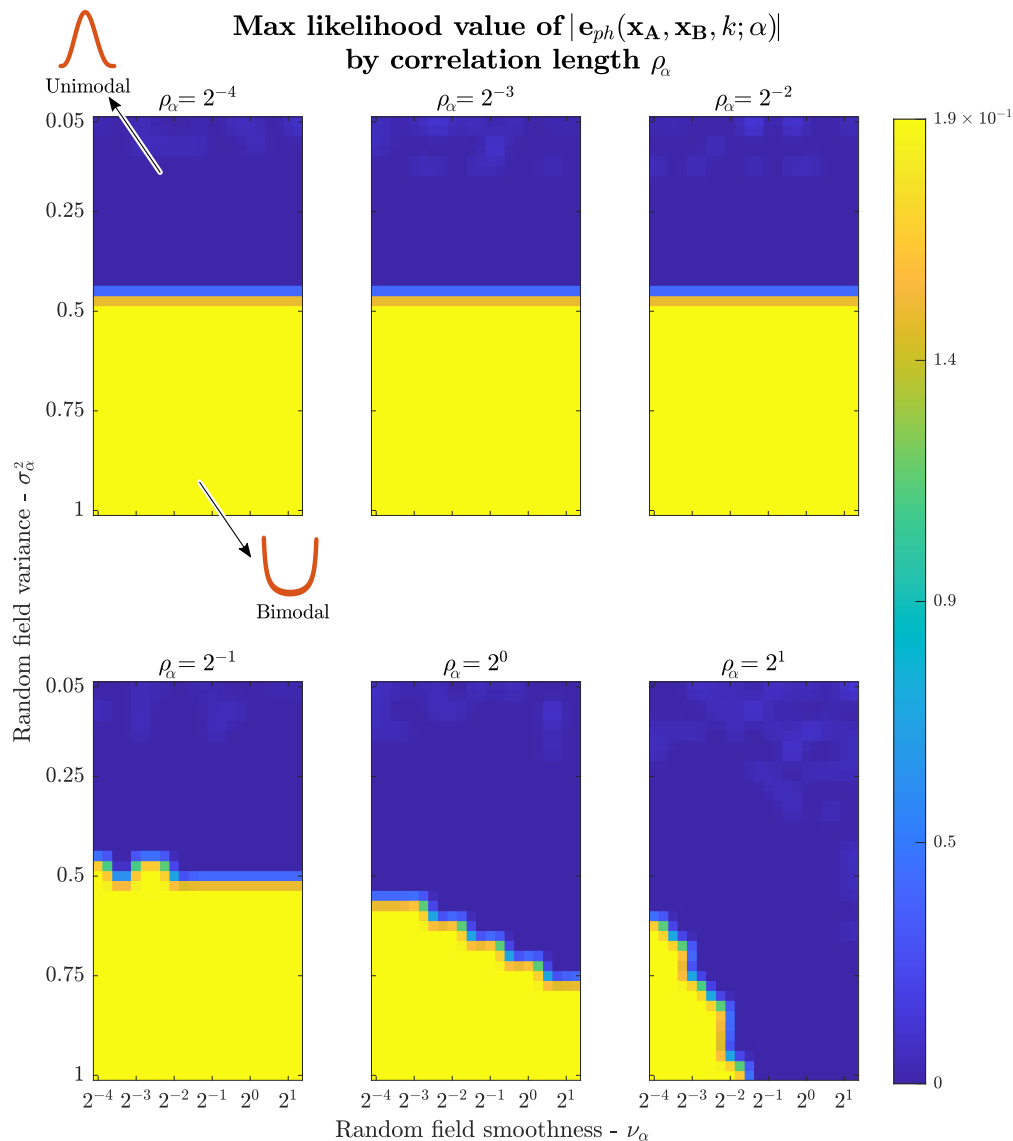 Max likelihood value of |e_ph(x_A, x_B, k; α)|
by correlation length ρ_α
Unimodal
ρ_α = 2^−4
ρ_α = 2^−3
ρ_α = 2^−2
0.05
0.25
0.5
0.75
1
1.9 × 10^−1
1.4
0.9
0.5
0
Bimodal
Random field variance - σ_α^2
ρ_α = 2^−1
ρ_α = 2^0
ρ_α = 2^1
0.05
0.25
0.5
0.75
1
2^−4 2^−3 2^−2 2^−1 2^0 2^1
2^−4 2^−3 2^−2 2^−1 2^0 2^1
2^−4 2^−3 2^−2 2^−1 2^0 2^1
Random field smoothness - ν_α